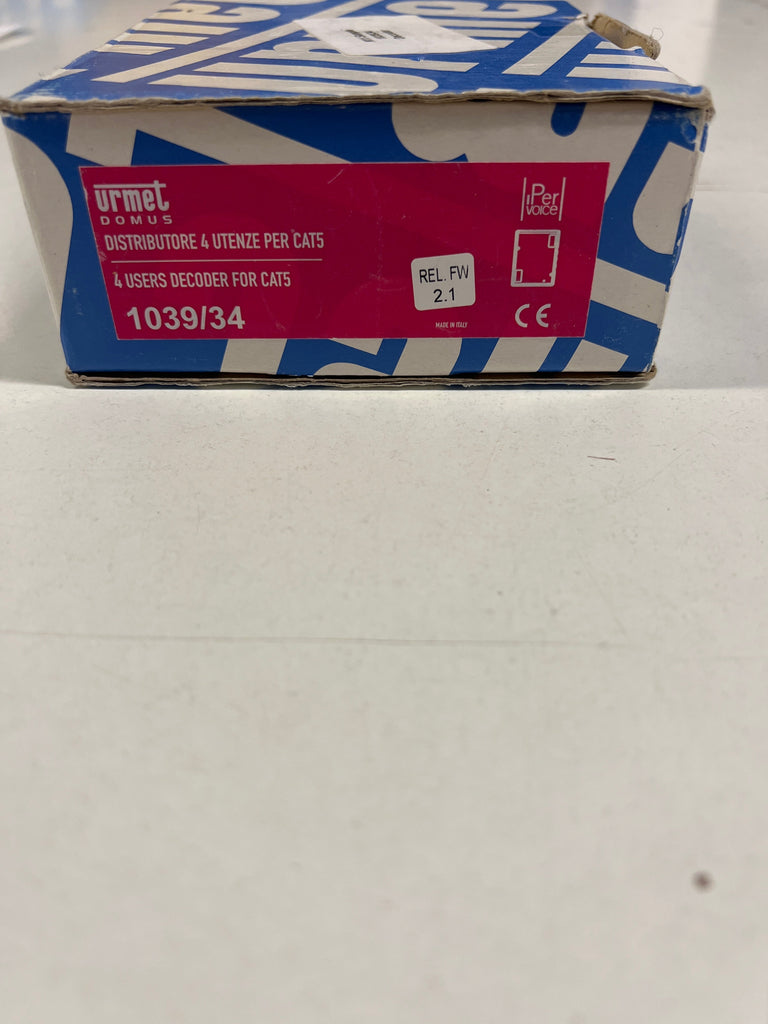 urmet
DOMUS
DISTRIBUTORE 4 UTENZE PER CAT5
4 USERS DECODER FOR CAT5
1039/34
REL. FW
2.1
iPer
VOICE
MADE IN ITALY
CE